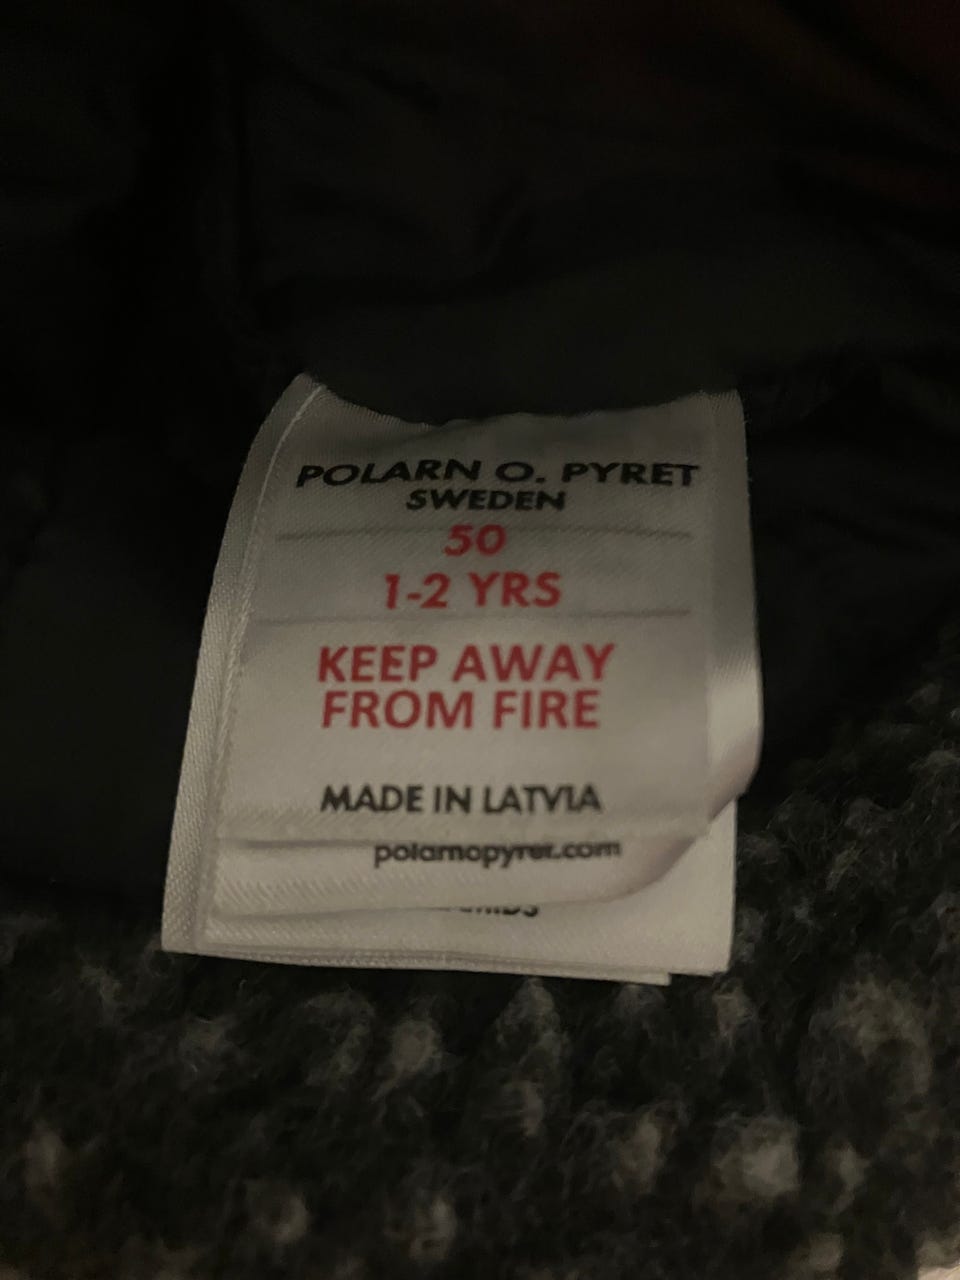 POLARN O. PYRET
SWEDEN
50
1-2 YRS
KEEP AWAY
FROM FIRE
MADE IN LATVIA
polarnopyret.com